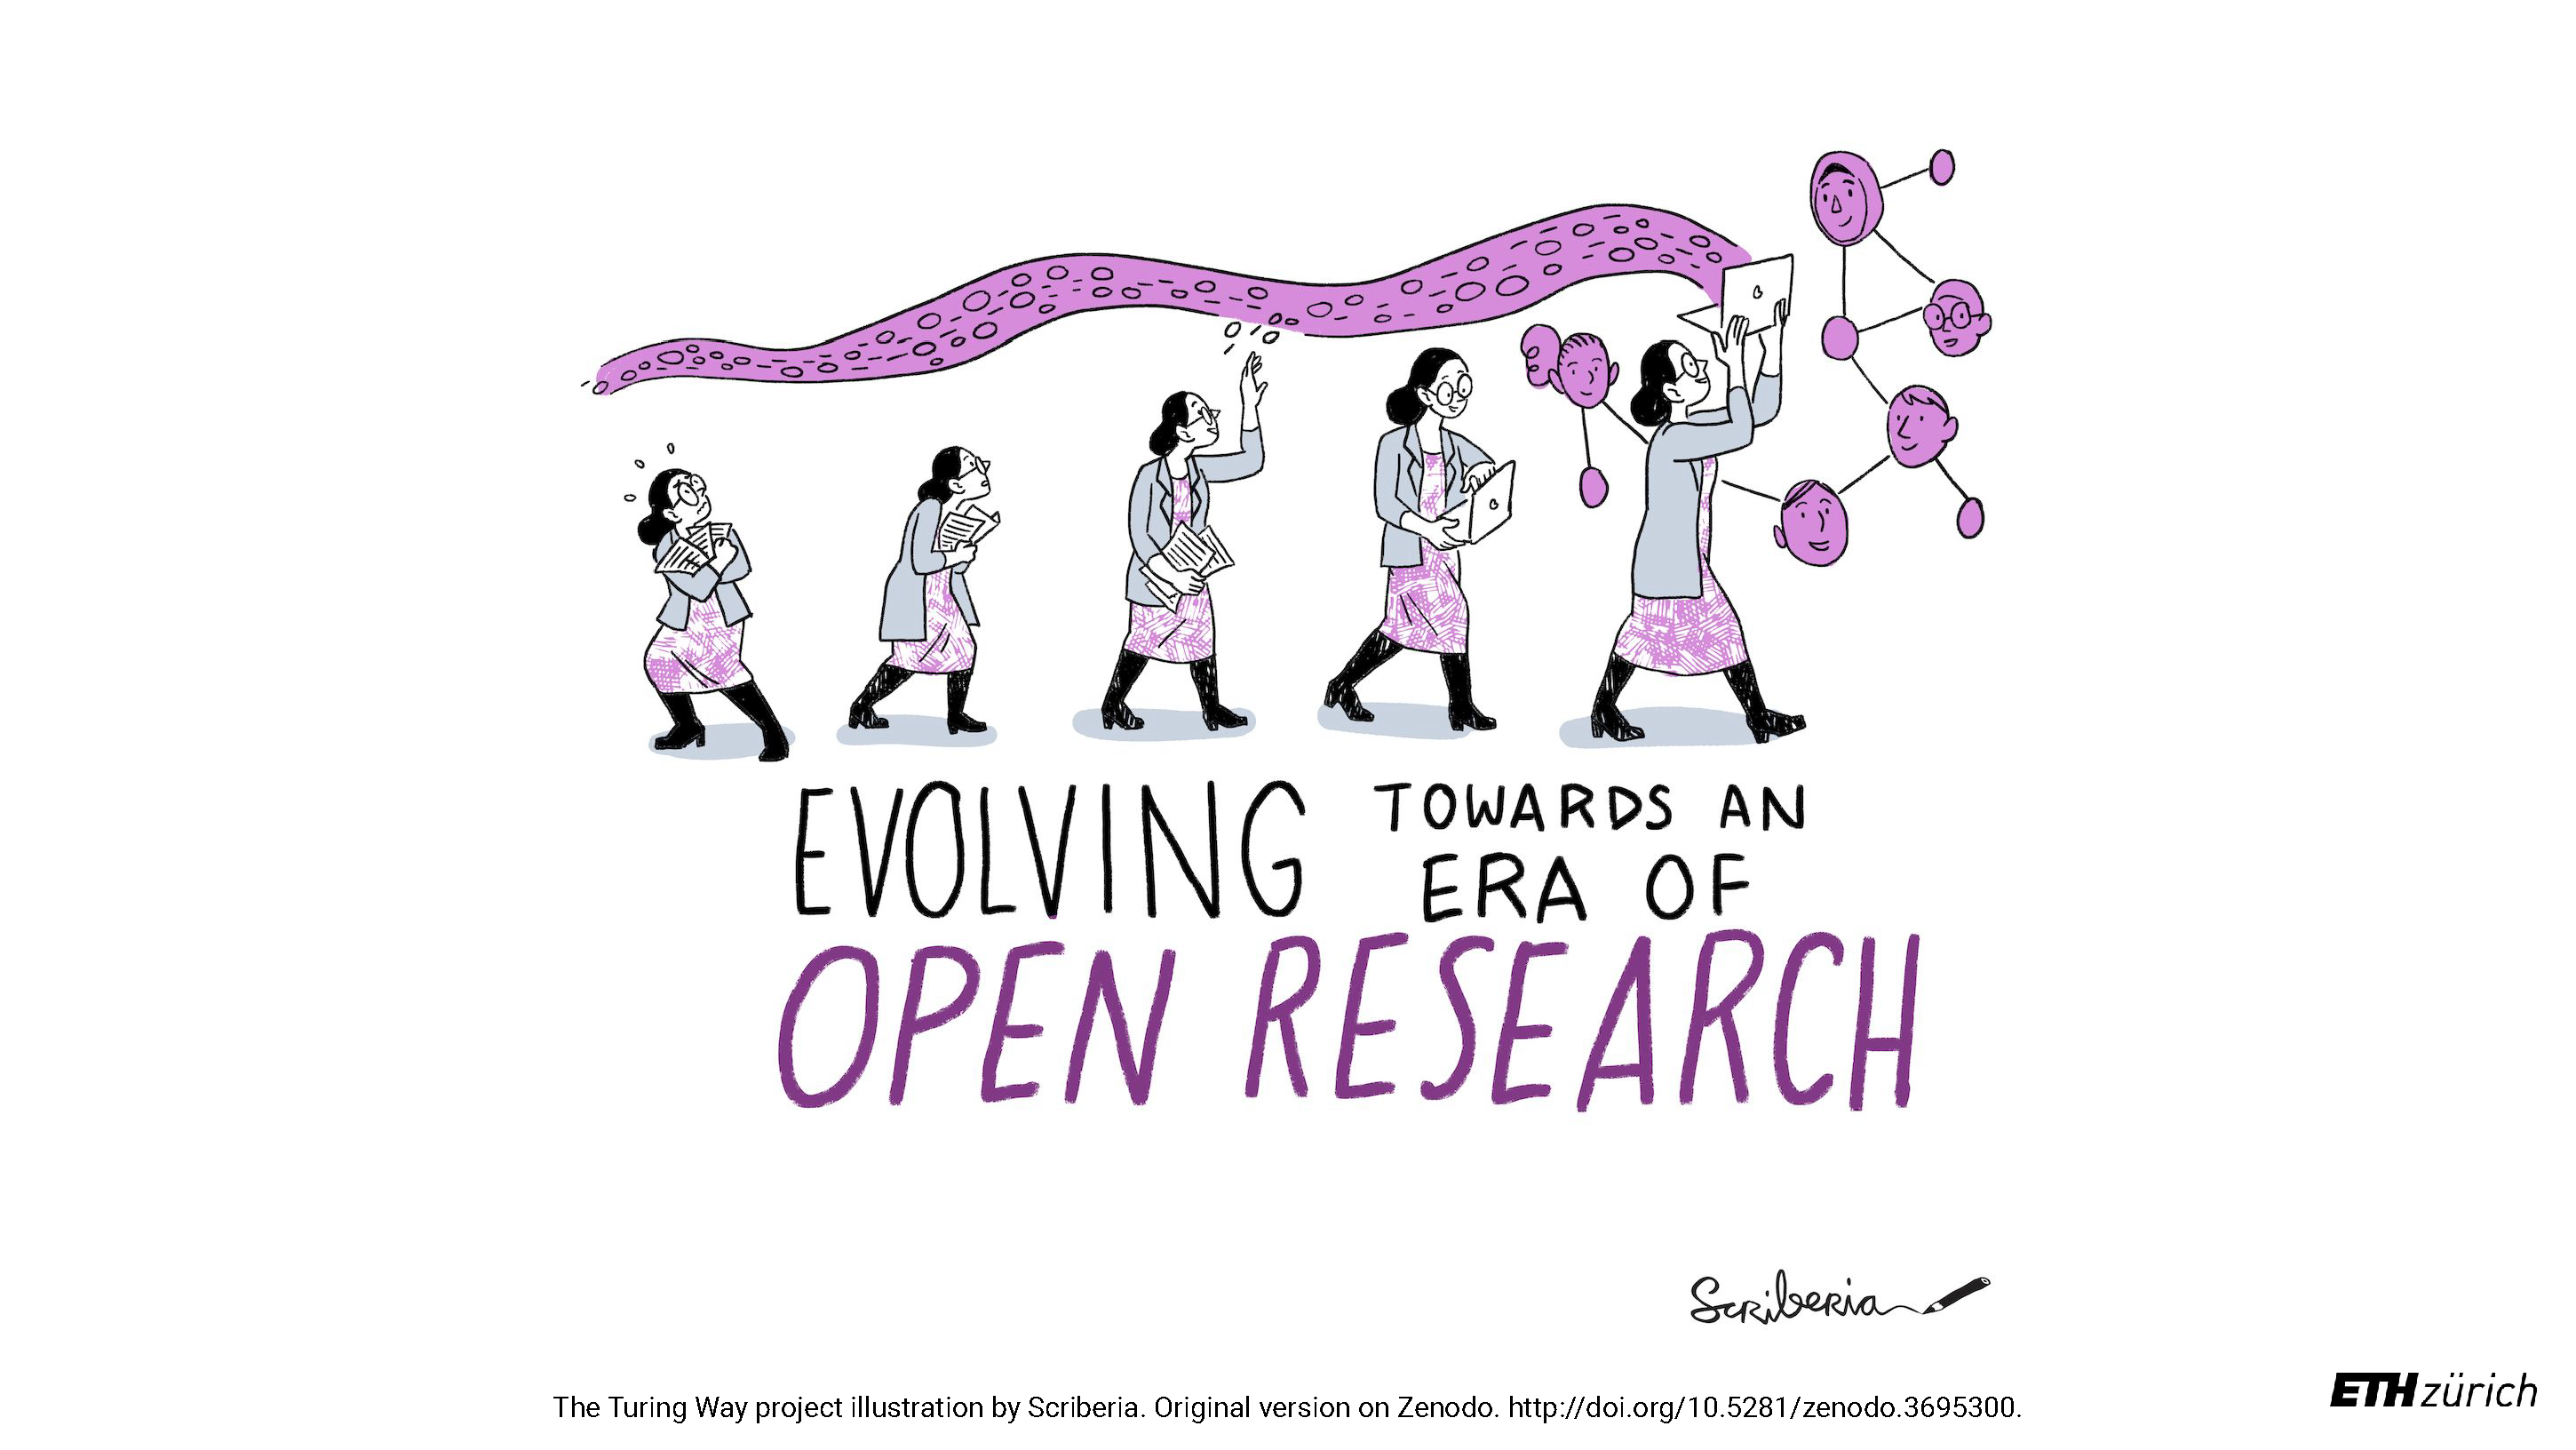 EVOLVING TOWARDS AN
ERA OF
OPEN RESEARCH
Scriberia
The Turing Way project illustration by Scriberia. Original version on Zenodo. http://doi.org/10.5281/zenodo.3695300.
ETH zürich